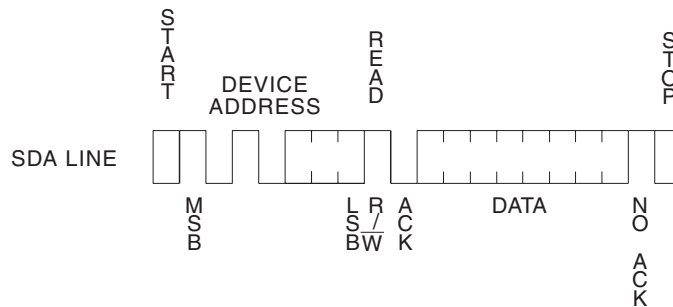 START
DEVICE
ADDRESS
READ
STOP
SDA LINE
MSB
LSB
R/W
ACK
DATA
NO ACK